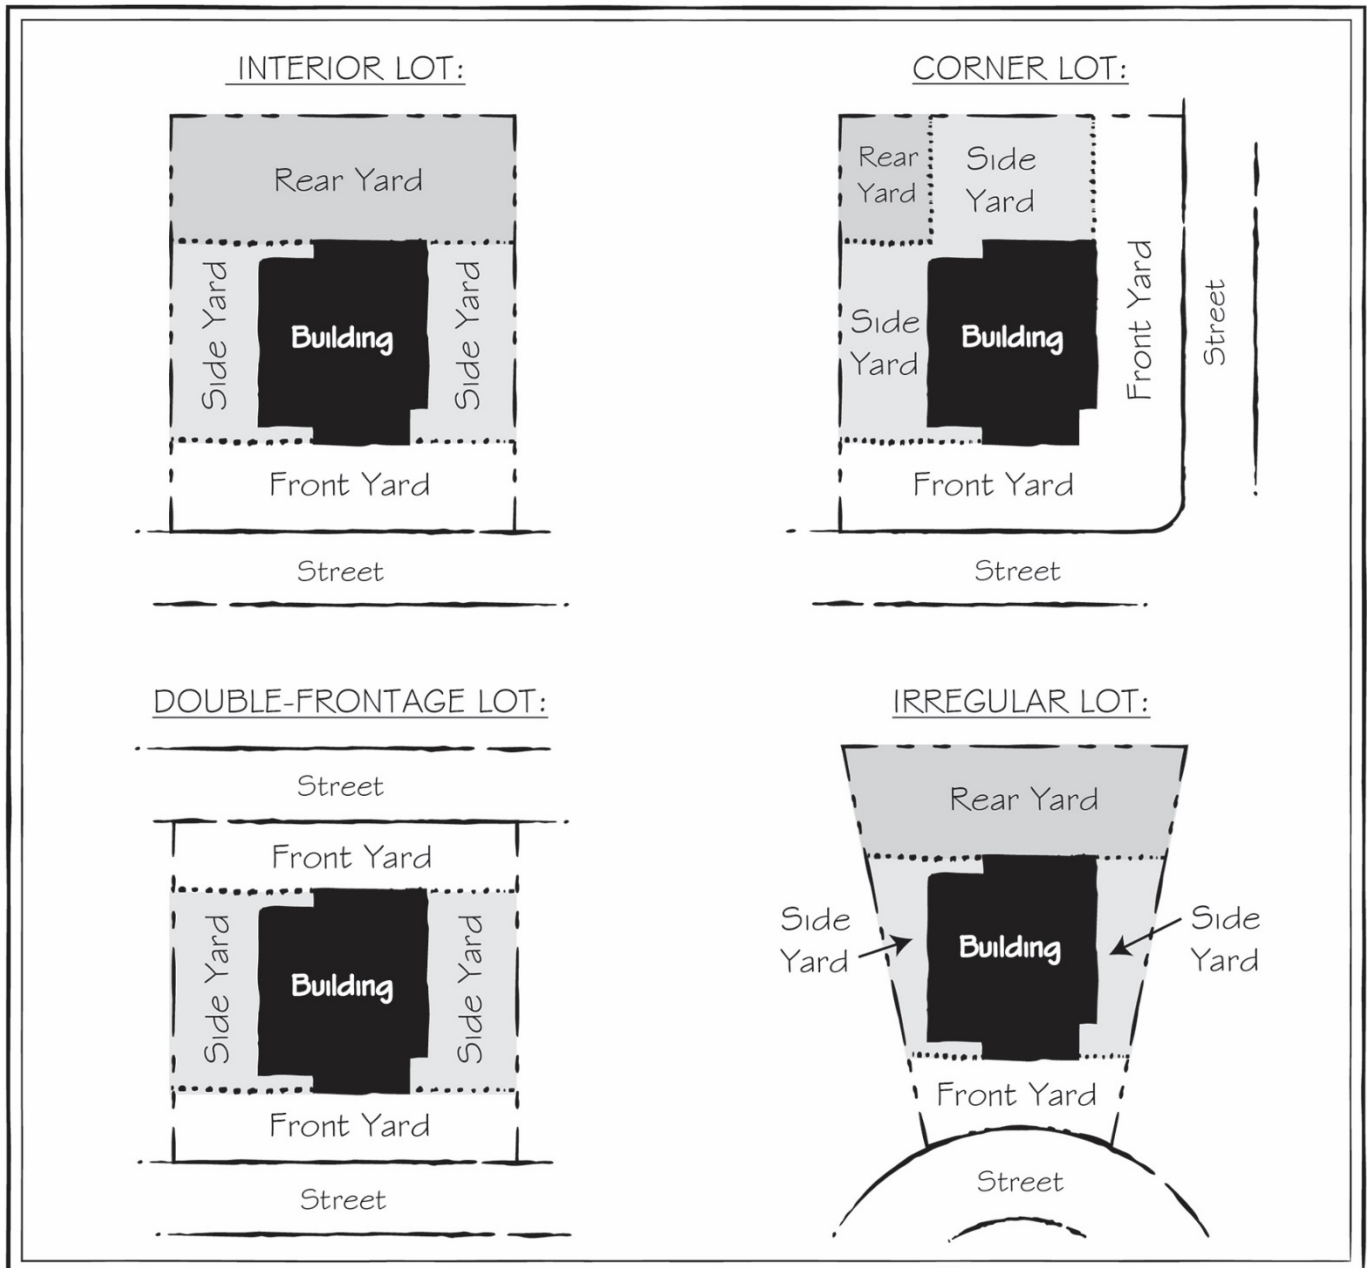 INTERIOR LOT:
Rear Yard
Side Yard
Building
Side Yard
Front Yard
Street
CORNER LOT:
Rear
Yard
Side
Yard
Side
Yard
Building
Front Yard
Street
Front Yard
Street
DOUBLE-FRONTAGE LOT:
Street
Front Yard
Side Yard
Building
Side Yard
Front Yard
Street
IRREGULAR LOT:
Rear Yard
Side
Yard
Building
Side
Yard
Front Yard
Street